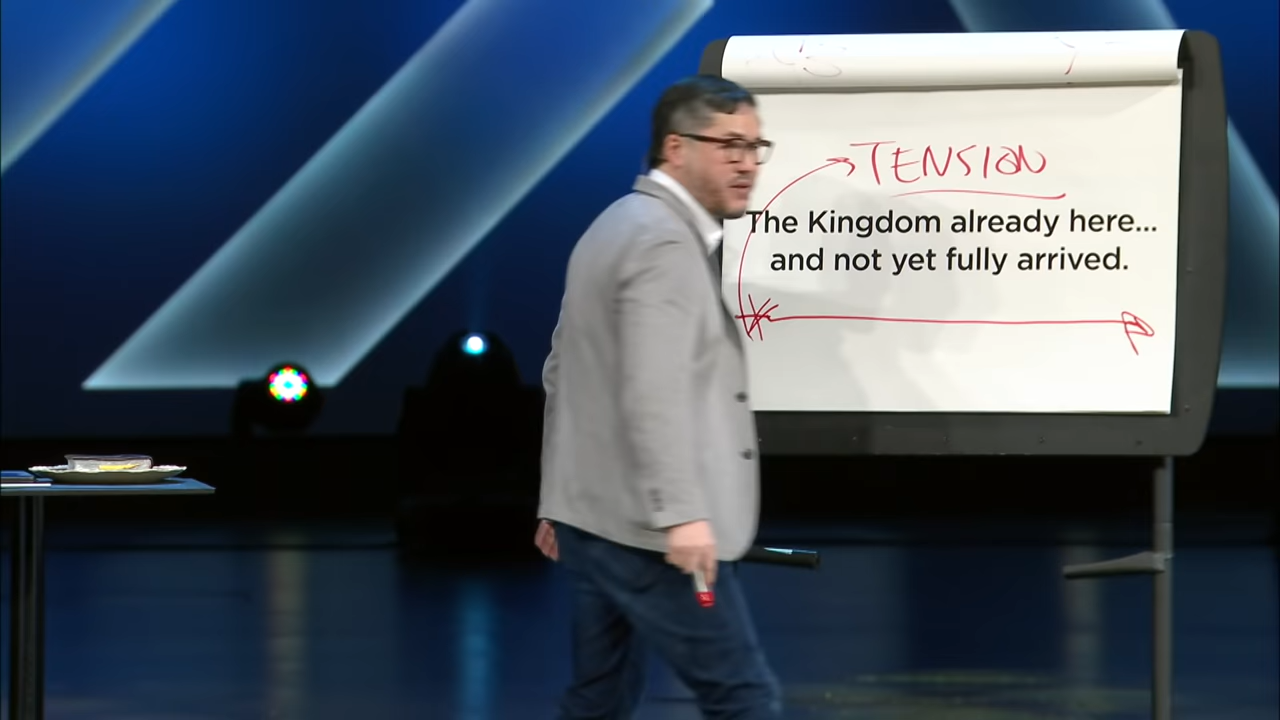 TENSION
The Kingdom already here...
and not yet fully arrived.